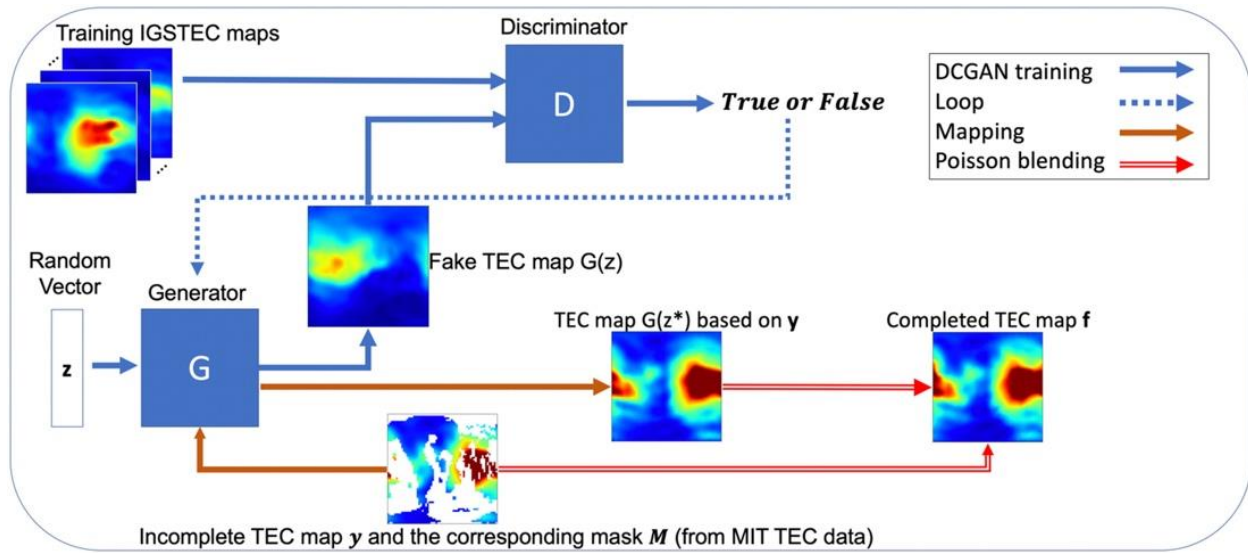 Training IGSTEC maps
Discriminator
D
True or False
DCGAN training
Loop
Mapping
Poisson blending
Fake TEC map G(z)
Random
Vector
z
Generator
G
TEC map G(z*) based on y
Completed TEC map f
Incomplete TEC map y and the corresponding mask M (from MIT TEC data)